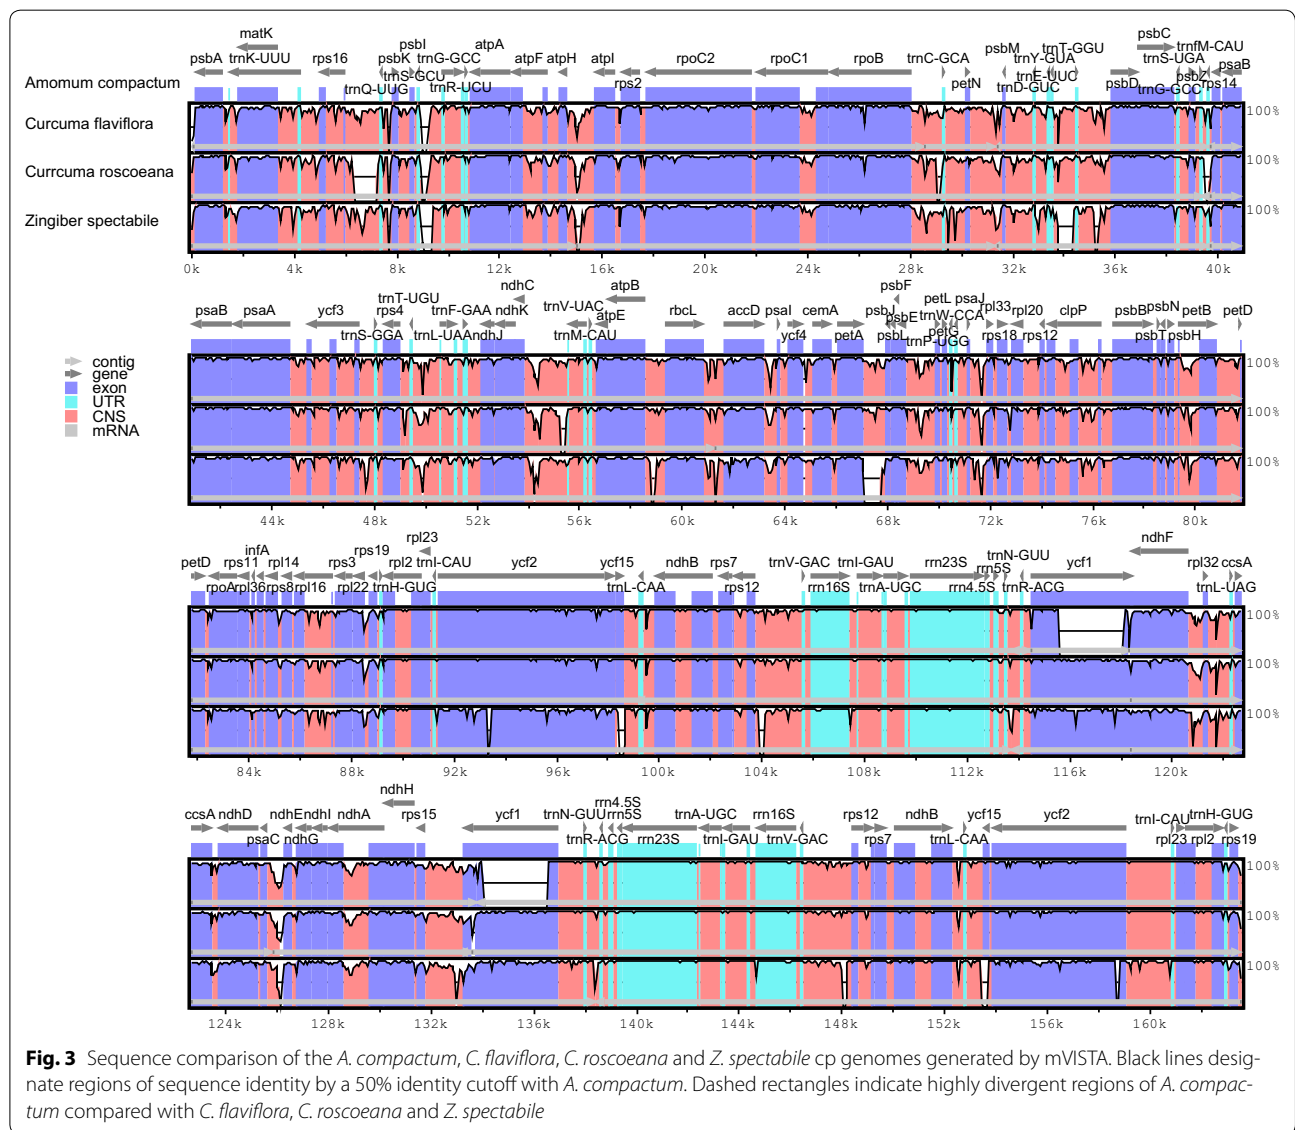 matK psbI trnG-GCC atpA psbC trnT-GGU
psbA trnK-UUU rps16 psbK atpF atpH atpI rpoC2 rpoC1 rpoB trnC-GCA psbM trnY-GUA trnS-UGA trnfM-CAU psaB
Amomum compactum trnQ-UUG trnS-GCU trnR-UCU rps2 petN trnD-GUC trnE-UUC psbD trnG-GCC psbZ rps14
100%
Curcuma flaviflora
100%
Currcuma roscoeana
100%
Zingiber spectabile
0k 4k 8k 12k 16k 20k 24k 28k 32k 36k 40k
ndhC atpB psbF
psaB psaA ycf3 trnT-UGU rps4 trnF-GAA ndhK trnV-UAC atpE rbcL accD psaI cemA psbJ psbE petL psaJ trnW-CCA rpl33 rpl20 clpP psbB psbN petB petD
trnS-GGA trnL-UAA ndhJ trnM-CAU ycf4 petA psbL petG trnP-UGG rps18 rps12 psbT psbH
100%
100%
100%
contig
gene
exon
UTR
CNS
mRNA
44k 48k 52k 56k 60k 64k 68k 72k 76k 80k
infA rps19 rpl23 trnN-GUU ndhF
petD rps11 rpl14 rps3 rpl2 trnI-CAU ycf2 ycf15 ndhB rps7 trnV-GAC trnI-GAU rrn23S rrn5S ycf1 rpl32 ccsA
rpoA rpl36 rps8 rpl16 rpl22 trnH-GUG trnL-CAA rps12 rrn16S trnA-UGC rrn4.5S trnR-ACG trnL-UAG
100%
100%
100%
84k 88k 92k 96k 100k 104k 108k 112k 116k 120k
ndhH rrn4.5S
ccsA ndhD ndhE ndhI ndhA rps15 ycf1 trnN-GUU rrn5S trnA-UGC rrn16S rps12 ndhB ycf15 ycf2 trnI-CAU trnH-GUG
psaC ndhG trnR-ACG rrn23S trnI-GAU trnV-GAC rps7 trnL-CAA rpl23 rpl2 rps19
100%
100%
100%
124k 128k 132k 136k 140k 144k 148k 152k 156k 160k
Fig. 3 Sequence comparison of the A. compactum, C. flaviflora, C. roscoeana and Z. spectabile cp genomes generated by mVISTA. Black lines desig-
nate regions of sequence identity by a 50% identity cutoff with A. compactum. Dashed rectangles indicate highly divergent regions of A. compac-
tum compared with C. flaviflora, C. roscoeana and Z. spectabile